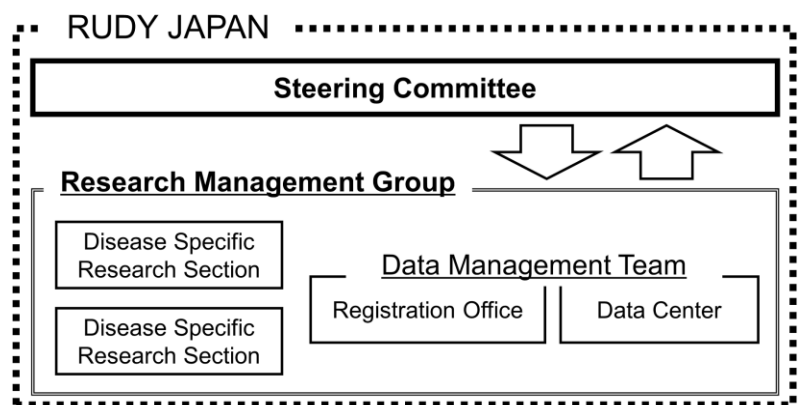 RUDY JAPAN
Steering Committee
Research Management Group
Disease Specific
Research Section
Data Management Team
Registration Office
Data Center
Disease Specific
Research Section